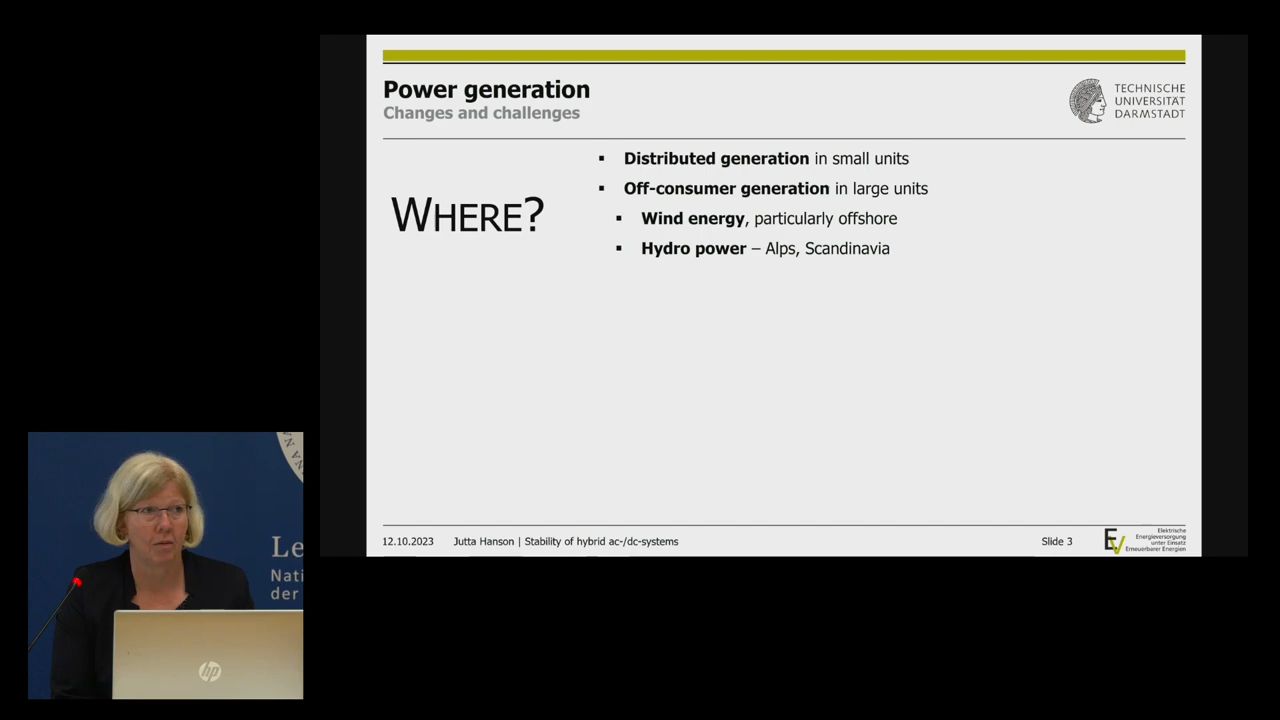 Power generation
Changes and challenges
TECHNISCHE
UNIVERSITÄT
DARMSTADT
WHERE?
▪ Distributed generation in small units
▪ Off-consumer generation in large units
▪ Wind energy, particularly offshore
▪ Hydro power – Alps, Scandinavia
12.10.2023 Jutta Hanson | Stability of hybrid ac-/dc-systems Slide 3
EV
Elektrische
Energieversorgung
unter Einsatz
Erneuerbarer Energien
Le
Nati
der
hp